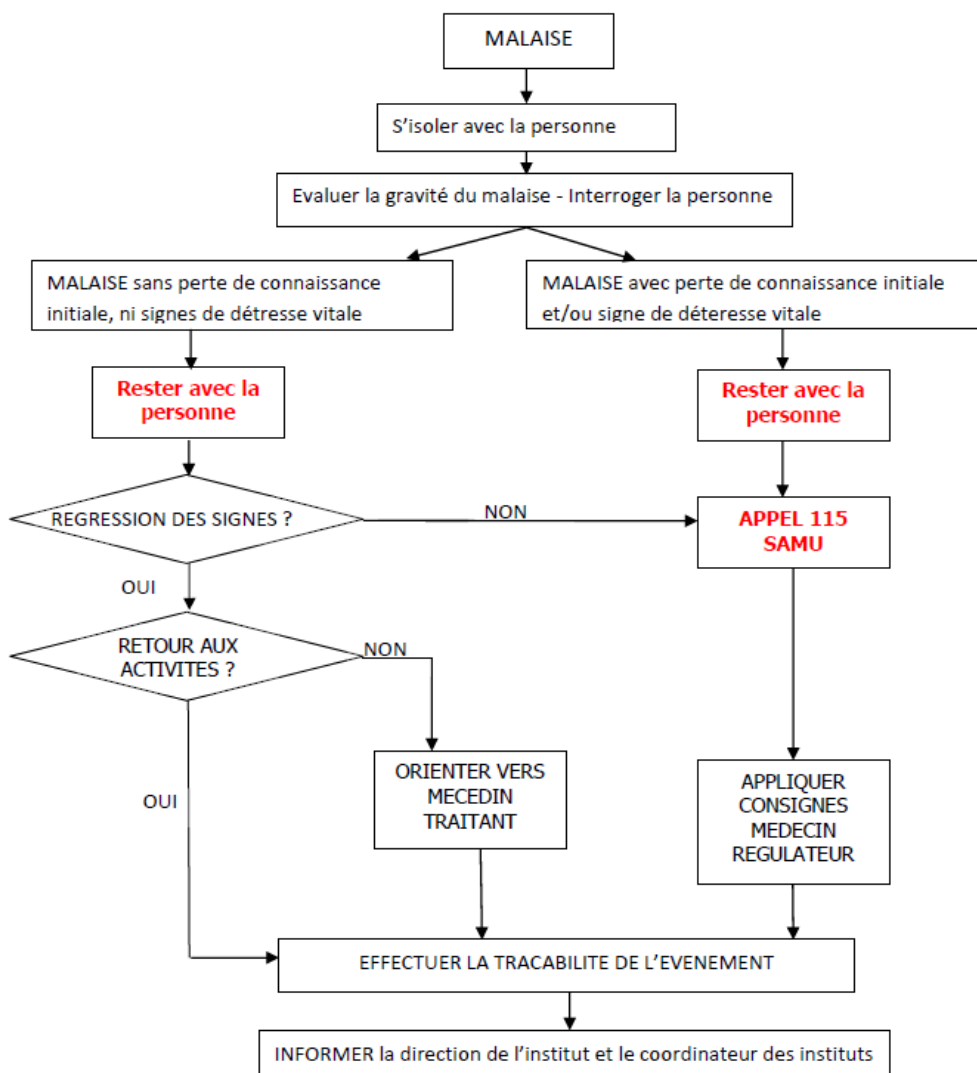 MALAISE
S'isoler avec la personne
Evaluer la gravité du malaise - Interroger la personne
MALAISE sans perte de connaissance
initiale, ni signes de détresse vitale
MALAISE avec perte de connaissance initiale
et/ou signe de déteresse vitale
Rester avec la
personne
Rester avec la
personne
REGRESSION DES SIGNES ?
NON
APPEL 115
SAMU
OUI
RETOUR AUX
ACTIVITES ?
NON
OUI
ORIENTER VERS
MECEDIN
TRAITANT
APPLIQUER
CONSIGNES
MEDECIN
REGULATEUR
EFFECTUER LA TRACABILITE DE L'EVENEMENT
INFORMER la direction de l'institut et le coordinateur des instituts